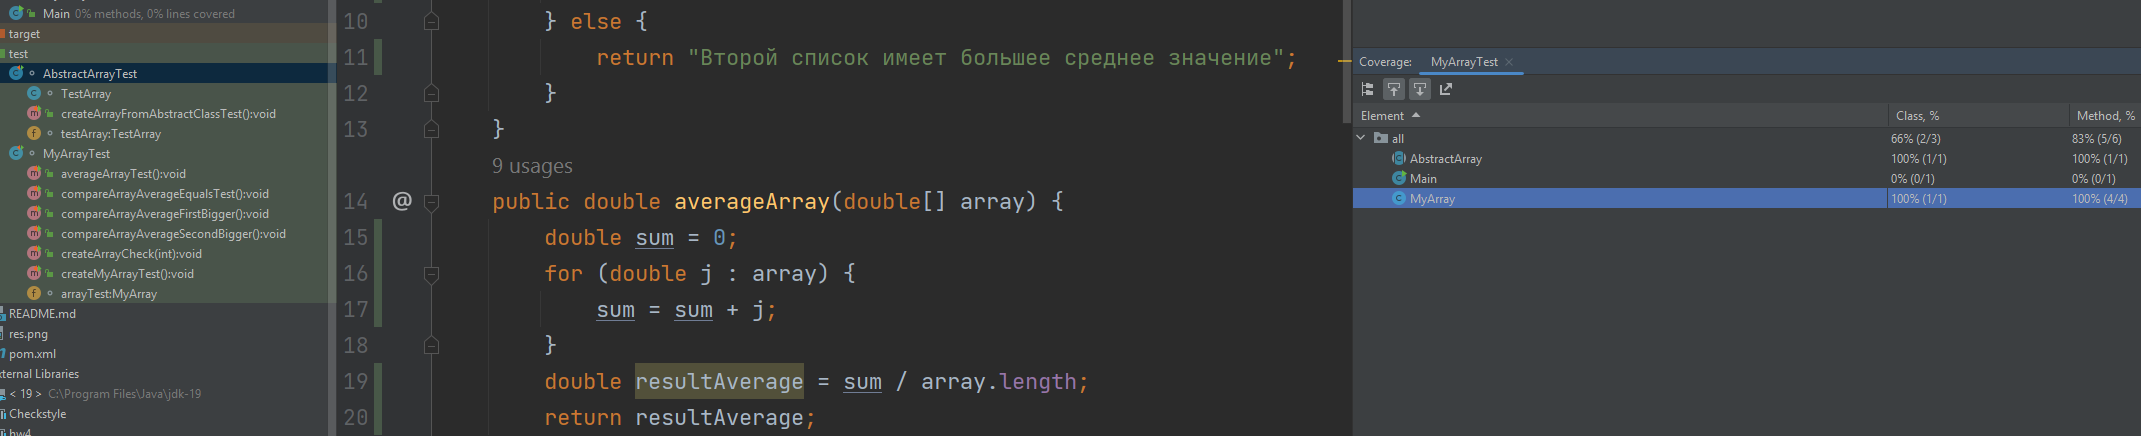 Main 0% methods, 0% lines covered
target
test
AbstractArrayTest
TestArray
createArrayFromAbstractClassTest():void
testArray:TestArray
MyArrayTest
averageArrayTest():void
compareArrayAverageEqualsTest():void
compareArrayAverageFirstBigger():void
compareArrayAverageSecondBigger():void
createArrayCheck(int):void
createMyArrayTest():void
arrayTest:MyArray
README.md
res.png
pom.xml
xternal Libraries
< 19 > C:\Program Files\Java\jdk-19
Checkstyle
hw4
10 } else {
11 return "Второй список имеет большее среднее значение";
12 }
13 }
9 usages
14 @ public double averageArray(double[] array) {
15 double sum = 0;
16 for (double j : array) {
17 sum = sum + j;
18 }
19 double resultAverage = sum / array.length;
20 return resultAverage;
Coverage: MyArrayTest
Element Class, % Method, %
all 66% (2/3) 83% (5/6)
AbstractArray 100% (1/1) 100% (1/1)
Main 0% (0/1) 0% (0/1)
MyArray 100% (1/1) 100% (4/4)